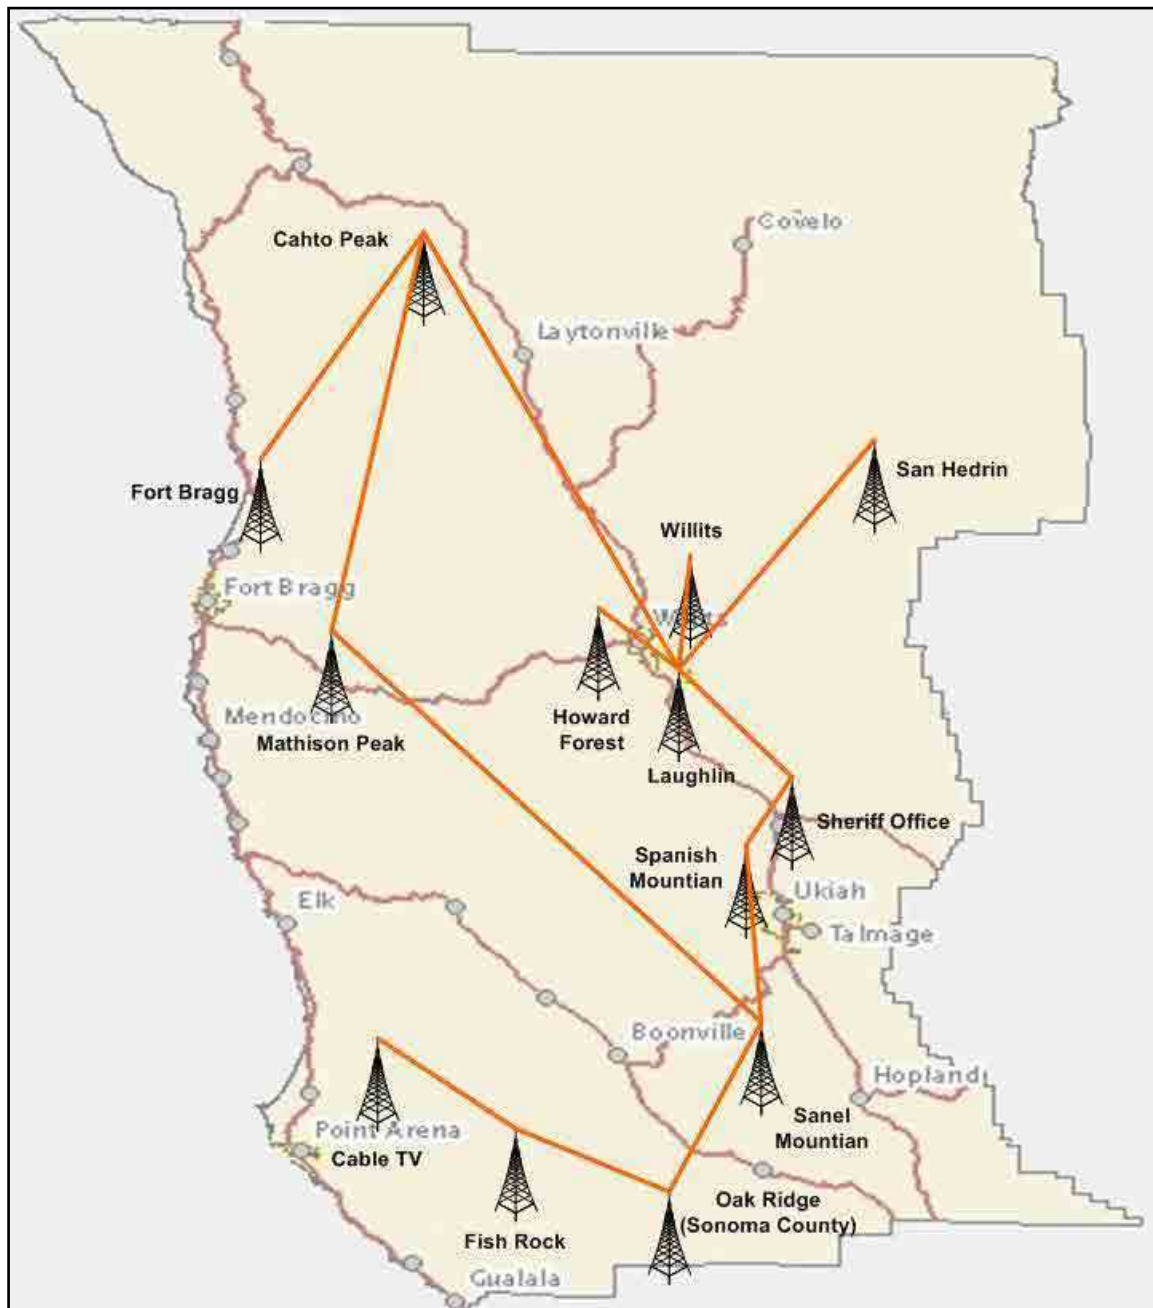 Covelo
Cahto Peak
Laytonville
San Hedrin
Fort Bragg
Willits
Fort Bragg
Willits
Mendocino
Howard
Forest
Mathison Peak
Laughlin
Sheriff Office
Spanish
Mountian
Ukiah
Elk
Talmage
Boonville
Hopland
Sanel
Mountian
Point Arena
Cable TV
Oak Ridge
(Sonoma County)
Fish Rock
Gualala